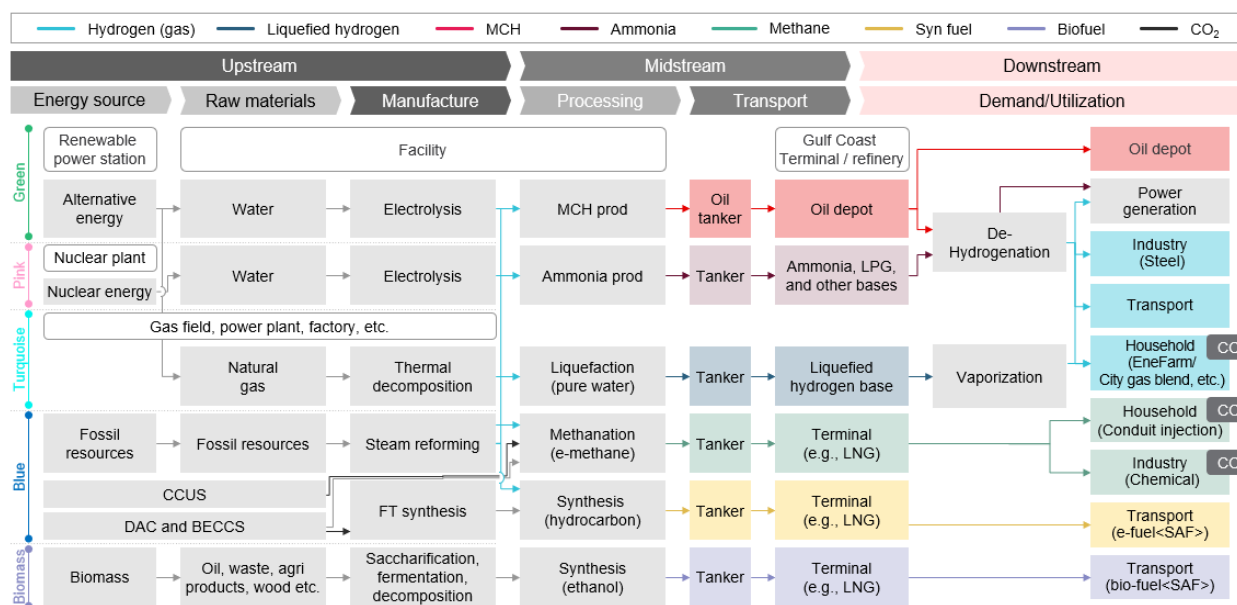 Hydrogen (gas)
Liquefied hydrogen
MCH
Ammonia
Methane
Syn fuel
Biofuel
CO₂
Upstream
Midstream
Downstream
Energy source
Raw materials
Manufacture
Processing
Transport
Demand/Utilization
Green
Renewable
power station
Facility
Gulf Coast
Terminal / refinery
Oil depot
Alternative
energy
Water
Electrolysis
MCH prod
Oil
tanker
Oil depot
De-
Hydrogenation
Power
generation
Pink
Nuclear plant
Nuclear energy
Water
Electrolysis
Ammonia prod
Tanker
Ammonia, LPG,
and other bases
Industry
(Steel)
Transport
Turquoise
Gas field, power plant, factory, etc.
Natural
gas
Thermal
decomposition
Liquefaction
(pure water)
Tanker
Liquefied
hydrogen base
Vaporization
Household
(EneFarm/
City gas blend, etc.)
CO
Blue
Fossil
resources
Fossil resources
Steam reforming
Methanation
(e-methane)
Tanker
Terminal
(e.g., LNG)
Household
(Conduit injection)
CO
Industry
(Chemical)
CO
CCUS
DAC and BECCS
FT synthesis
Synthesis
(hydrocarbon)
Tanker
Terminal
(e.g., LNG)
Transport
(e-fuel<SAF>)
Biomass
Biomass
Oil, waste, agri
products, wood etc.
Saccharification,
fermentation,
decomposition
Synthesis
(ethanol)
Tanker
Terminal
(e.g., LNG)
Transport
(bio-fuel<SAF>)